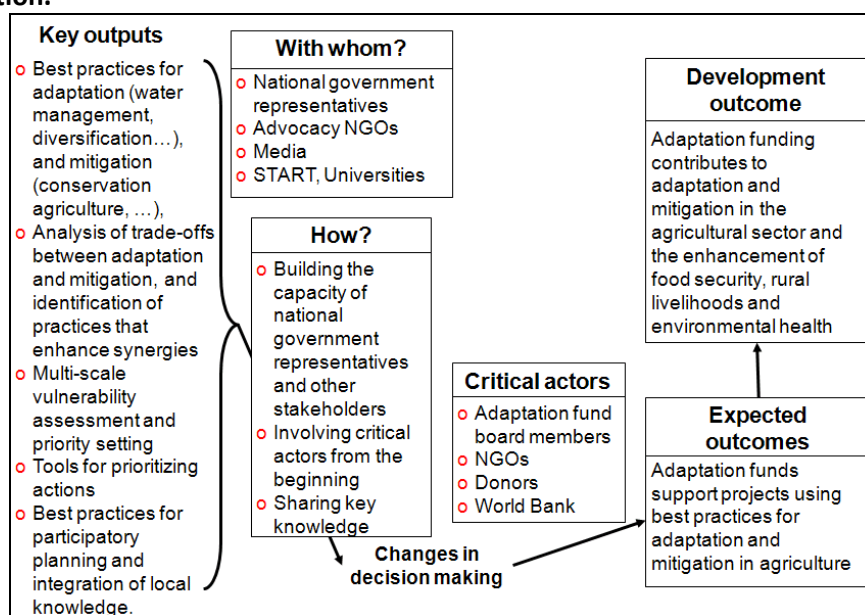 tion:
Key outputs
o Best practices for
adaptation (water
management,
diversification…),
and mitigation
(conservation
agriculture, …),
o Analysis of trade-offs
between adaptation
and mitigation, and
identification of
practices that
enhance synergies
o Multi-scale
vulnerability
assessment and
priority setting
o Tools for prioritizing
actions
o Best practices for
participatory
planning and
integration of local
knowledge.
With whom?
o National government
representatives
o Advocacy NGOs
o Media
o START, Universities
How?
o Building the
capacity of
national
government
representatives
and other
stakeholders
o Involving critical
actors from the
beginning
o Sharing key
knowledge
Changes in
decision making
Critical actors
o Adaptation fund
board members
o NGOs
o Donors
o World Bank
Development
outcome
Adaptation funding
contributes to
adaptation and
mitigation in the
agricultural sector and
the enhancement of
food security, rural
livelihoods and
environmental health
Expected
outcomes
Adaptation funds
support projects using
best practices for
adaptation and
mitigation in agriculture